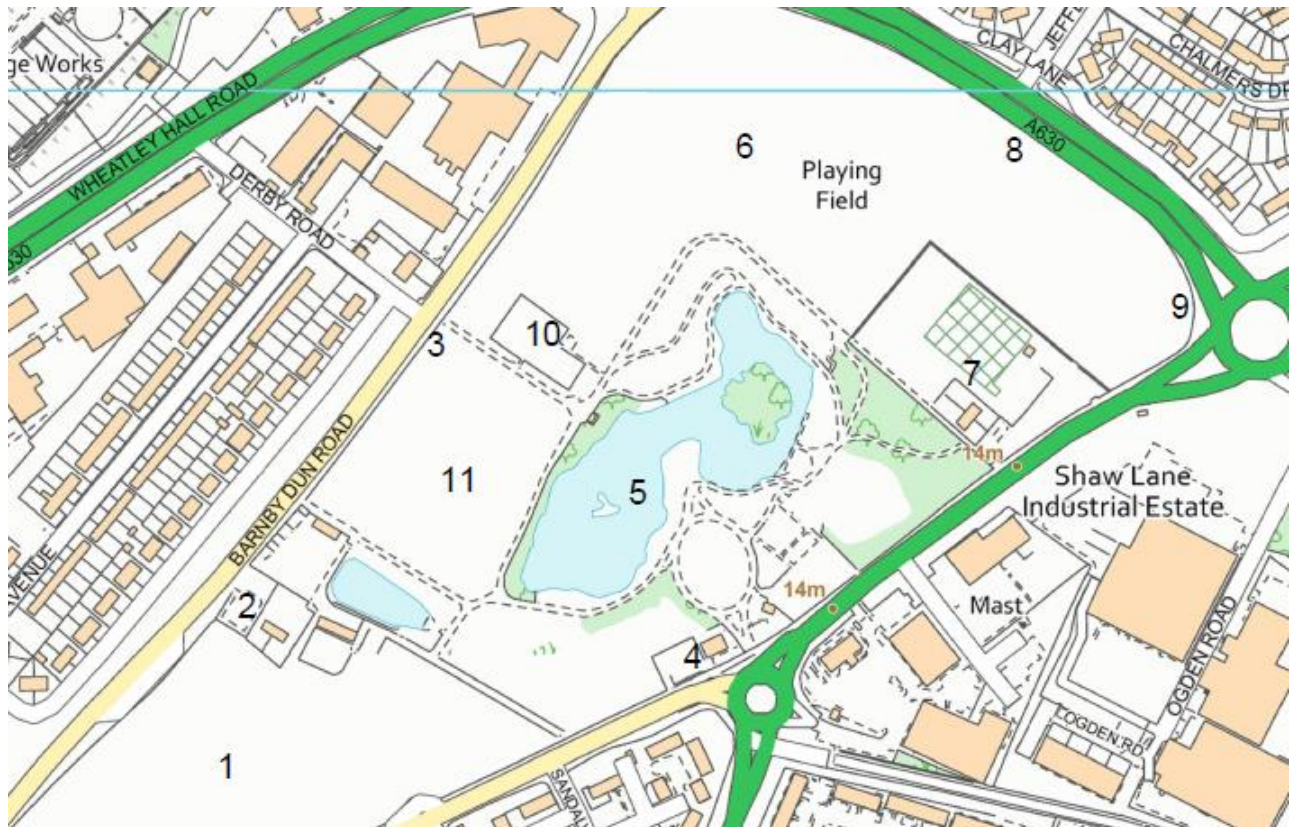 ge Works
CLAY LANE
JEFFE
CHALMERS DR
WHEATLEY HALL ROAD
A630
6
8
DERBY ROAD
Playing
Field
630
9
10
3
7
14m
BARNBY DUN ROAD
11
5
Shaw Lane
Industrial Estate
VENUE
2
14m
Mast
OGDEN ROAD
4
LOGDEN RD
1
SANDAL